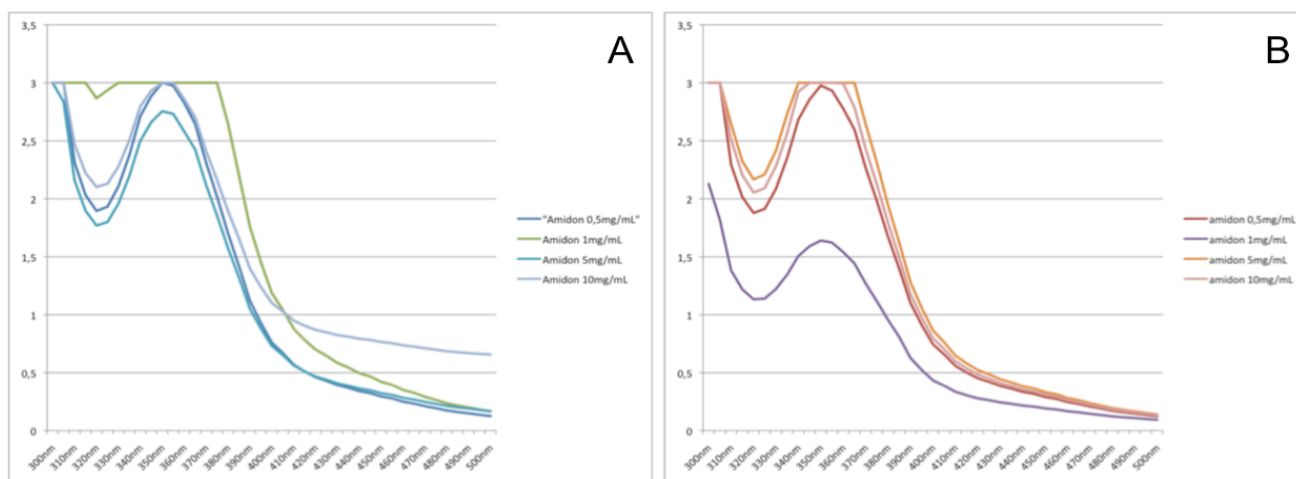 A
3,5
3
2,5
2
1,5
1
0,5
0
300nm
310nm
320nm
330nm
340nm
350nm
360nm
370nm
380nm
390nm
400nm
410nm
420nm
430nm
440nm
450nm
460nm
470nm
480nm
490nm
500nm
"Amidon 0,5mg/mL"
Amidon 1mg/mL
Amidon 5mg/mL
Amidon 10mg/mL
B
3,5
3
2,5
2
1,5
1
0,5
0
300nm
310nm
320nm
330nm
340nm
350nm
360nm
370nm
380nm
390nm
400nm
410nm
420nm
430nm
440nm
450nm
460nm
470nm
480nm
490nm
500nm
amidon 0,5mg/mL
amidon 1mg/mL
amidon 5mg/mL
amidon 10mg/mL